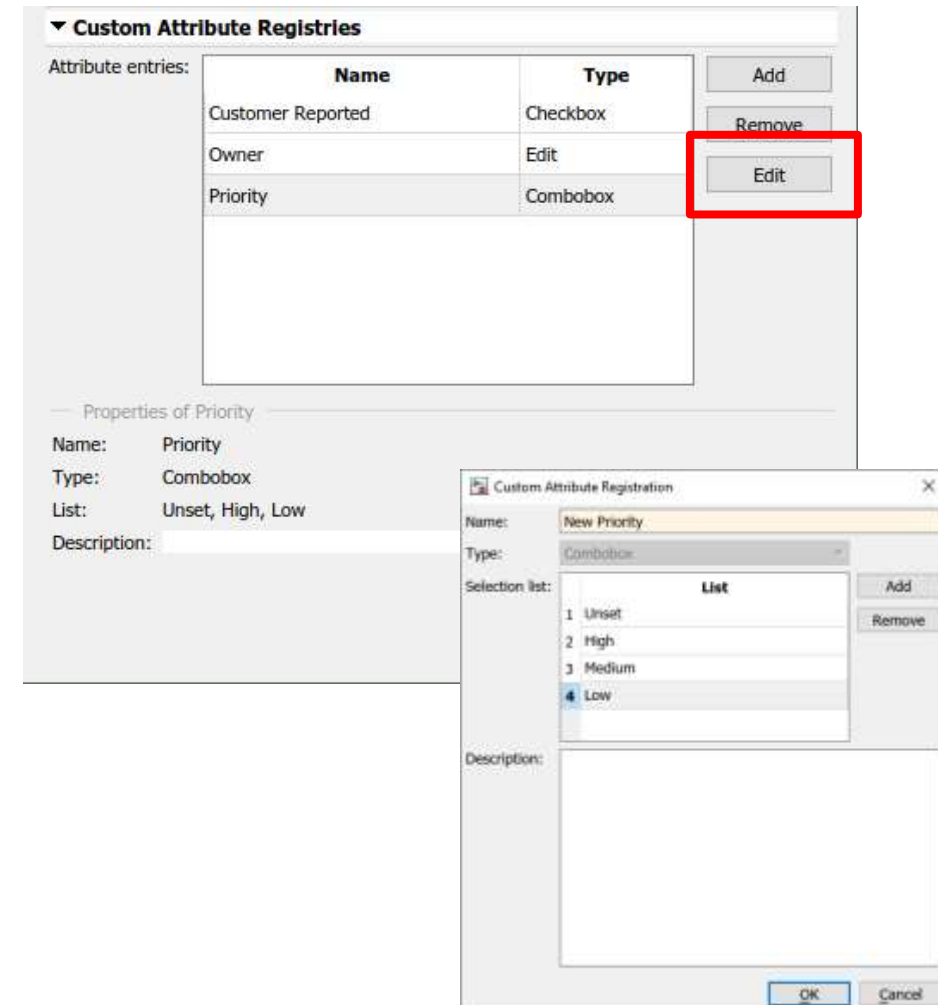 Custom Attribute Registries
Attribute entries:
Name Type
Customer Reported Checkbox
Owner Edit
Priority Combobox
Add
Remove
Edit
Properties of Priority
Name: Priority
Type: Combobox
List: Unset, High, Low
Description:
Custom Attribute Registration
Name: New Priority
Type: Combobox
Selection list:
List
1 Unset
2 High
3 Medium
4 Low
Add
Remove
Description:
OK Cancel